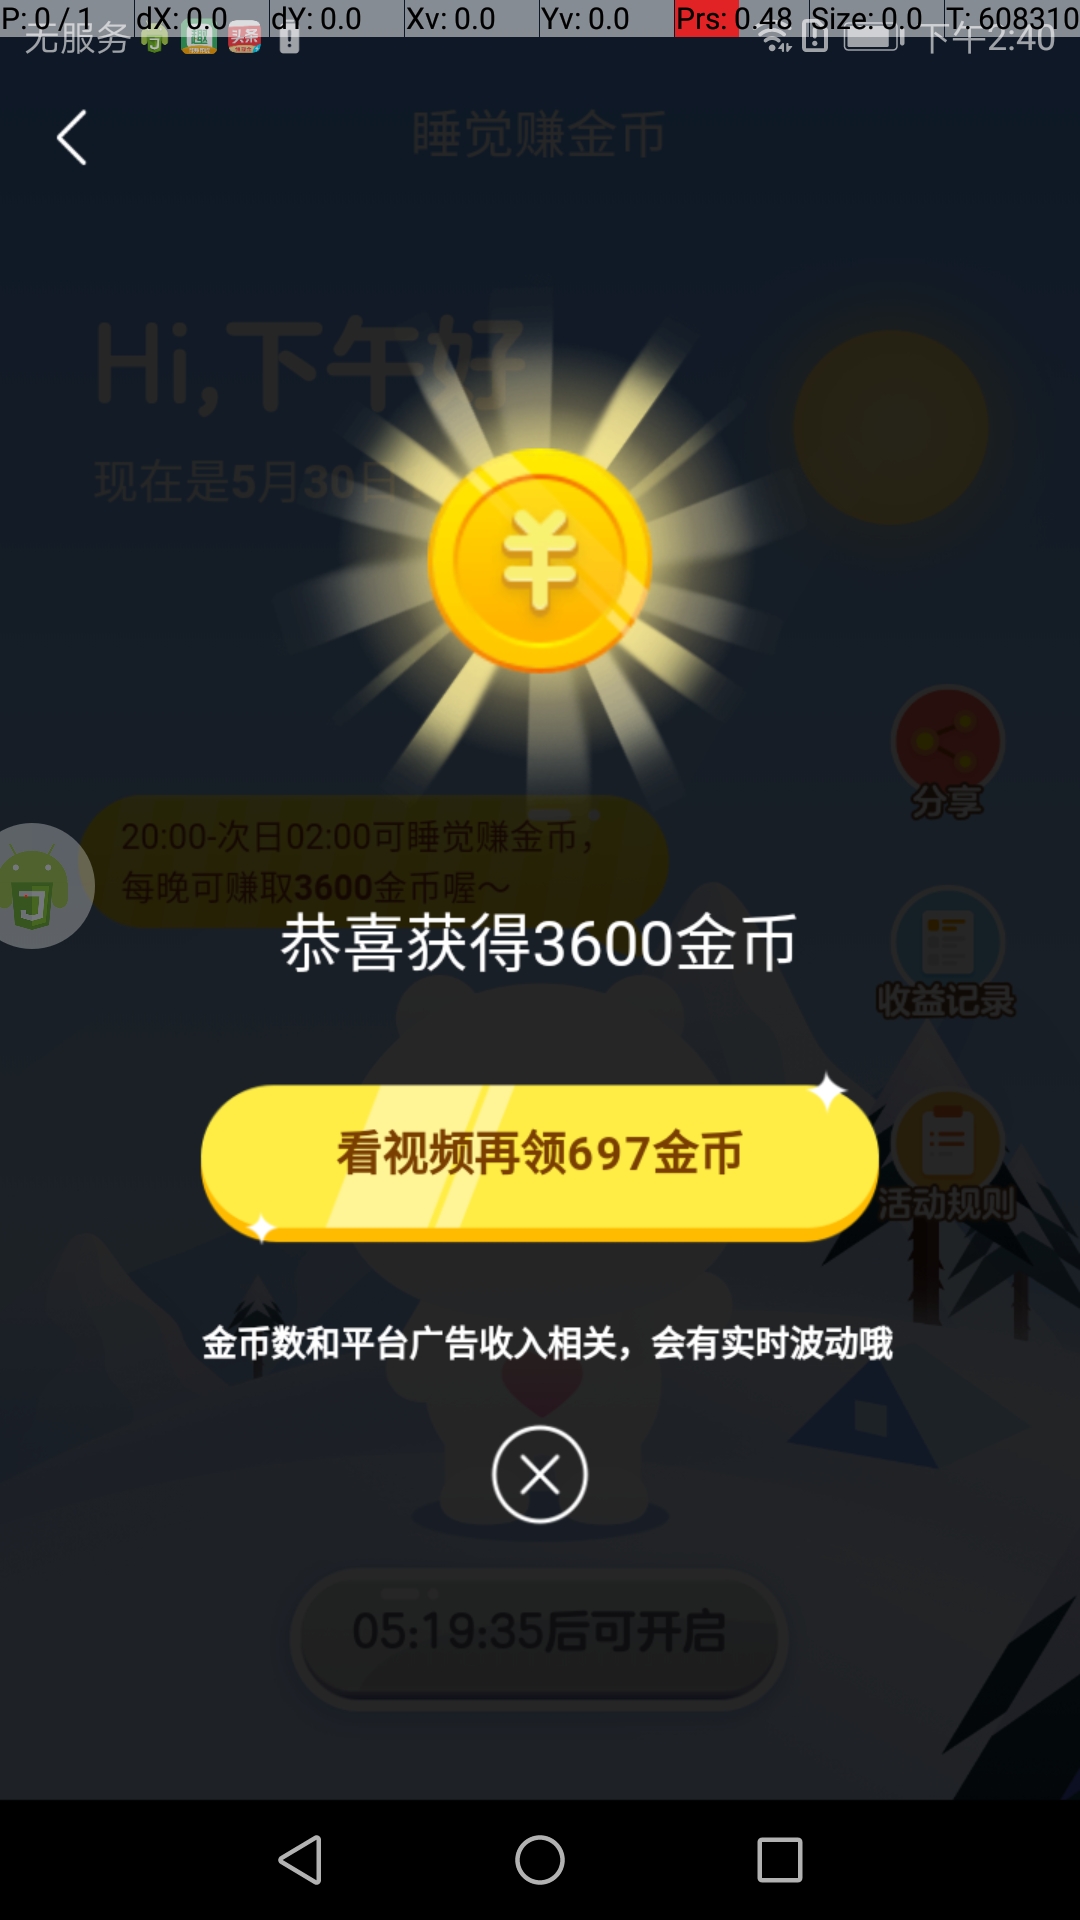 P: 0 / 1 dX: 0.0 dY: 0.0 Xv: 0.0 Yv: 0.0 Prs: 0.48 Size: 0.0 T: 608310
无服务 下午2:40
睡觉赚金币
Hi,下午好
现在是5月30日
分享
20:00-次日02:00可睡觉赚金币，
每晚可赚取3600金币喔～
恭喜获得3600金币
收益记录
看视频再领697金币
活动规则
金币数和平台广告收入相关，会有实时波动哦
05:19:35后可开启